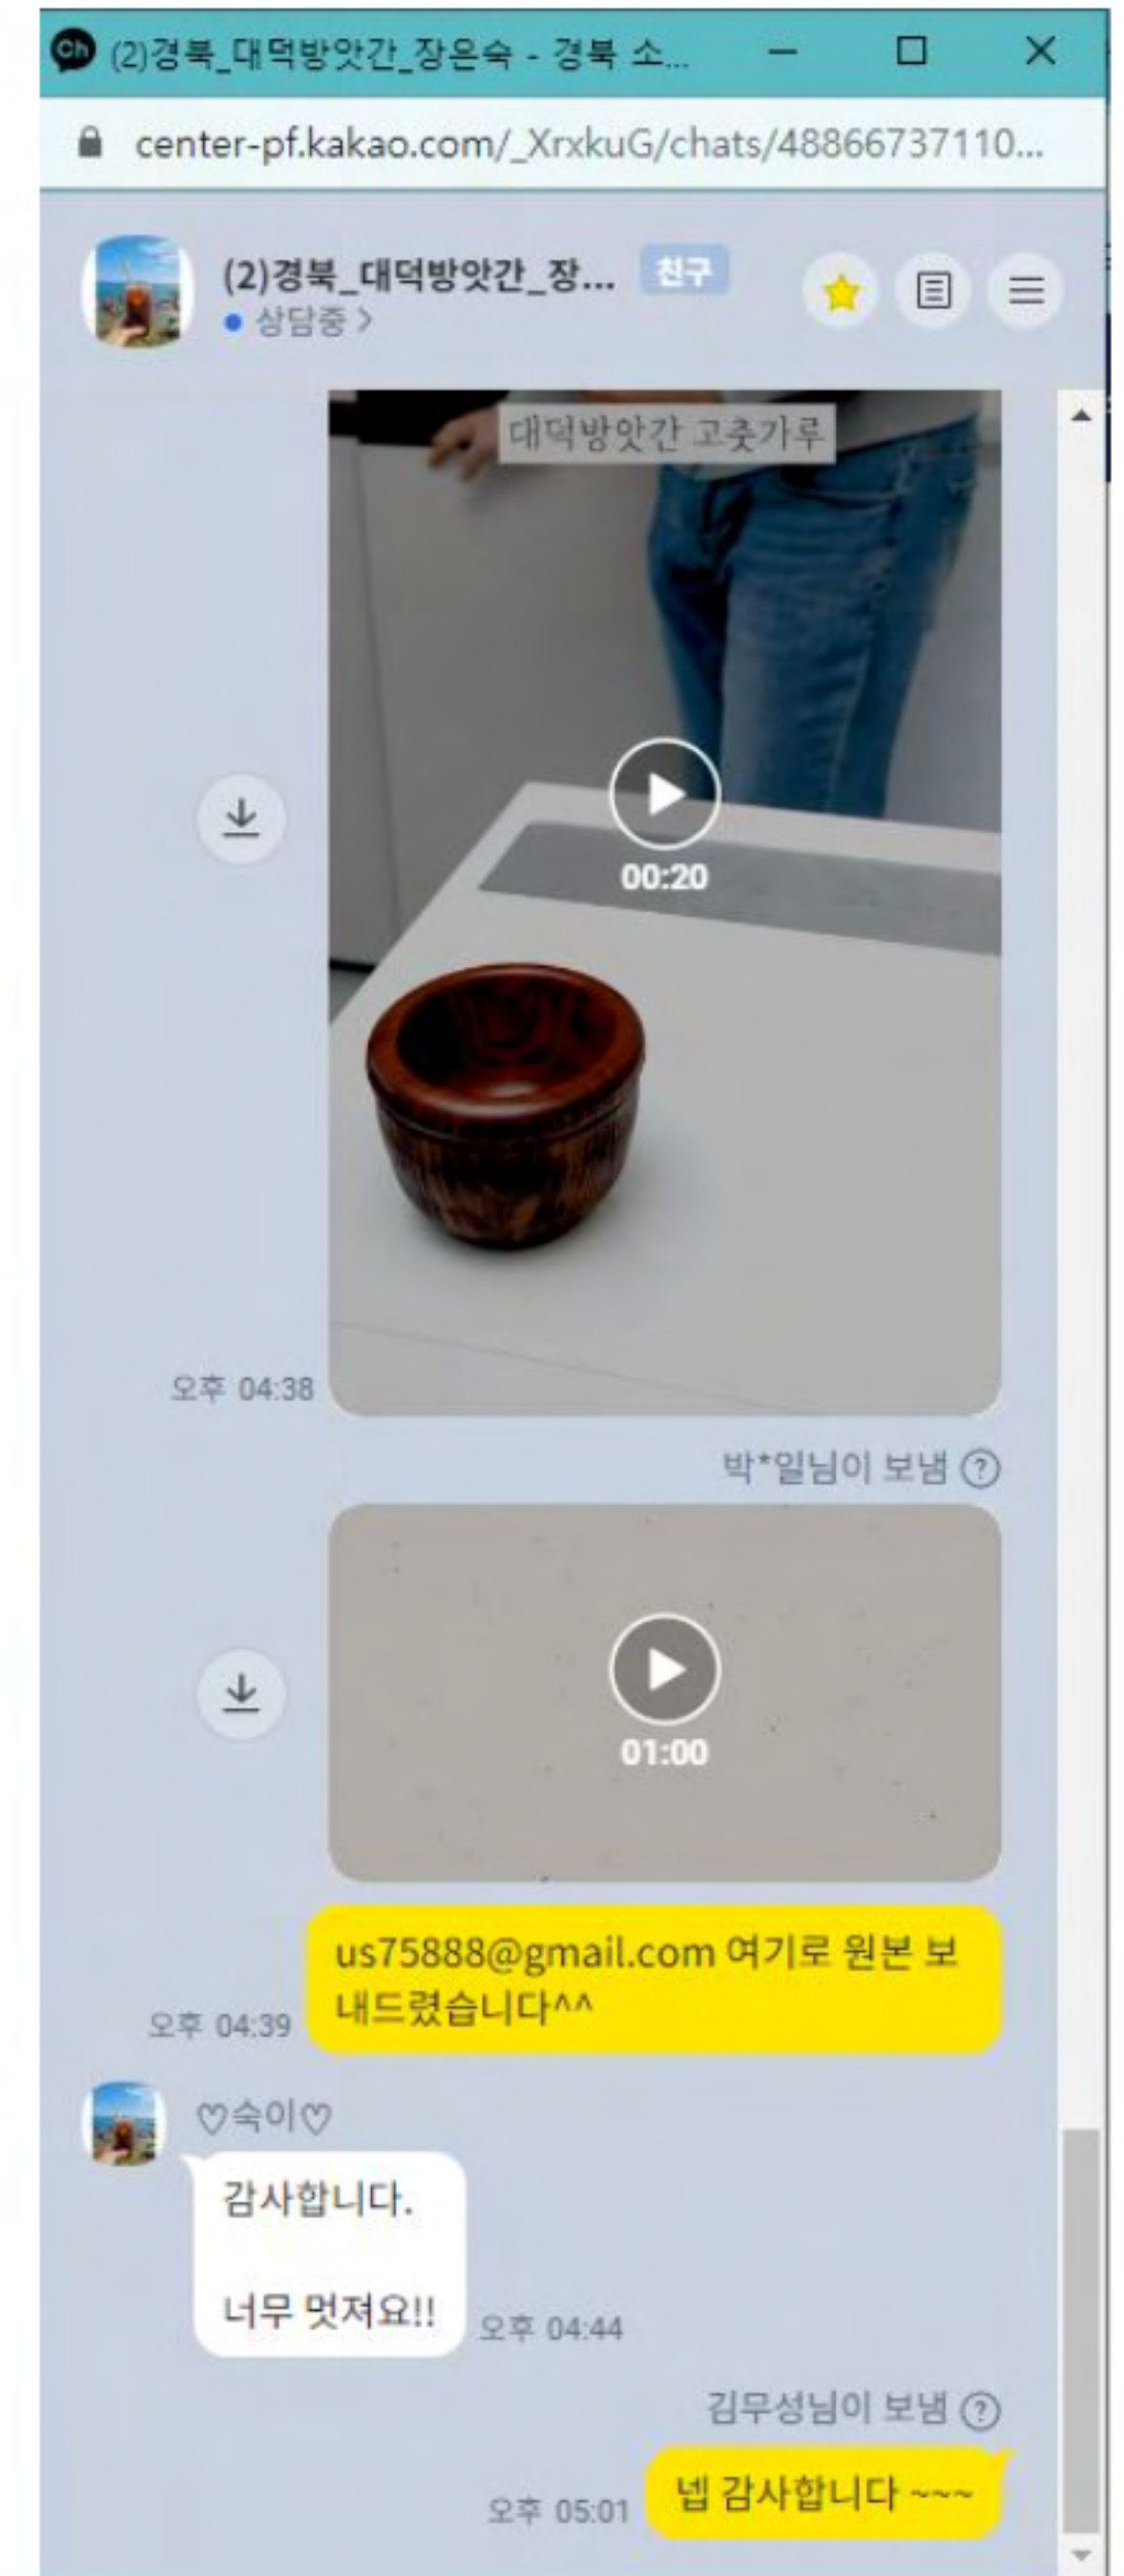 Ch (2)경북_대덕방앗간_장은숙 - 경북 소...
center-pf.kakao.com/_XrxkuG/chats/48866737110...
(2)경북_대덕방앗간_장... 친구
상담중 >
대덕방앗간 고춧가루
00:20
오후 04:38
박*일님이 보냄 ?
01:00
us75888@gmail.com 여기로 원본 보
내드렸습니다^^
오후 04:39
♡숙이♡
감사합니다.
너무 멋져요!!
오후 04:44
김무성님이 보냄 ?
넵 감사합니다 ~~~
오후 05:01